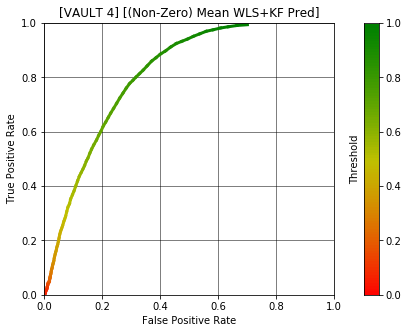 [VAULT 4] [(Non-Zero) Mean WLS+KF Pred]
1.0
0.8
0.6
0.4
0.2
0.0
True Positive Rate
0.0 0.2 0.4 0.6 0.8 1.0
False Positive Rate
Threshold
1.0
0.8
0.6
0.4
0.2
0.0